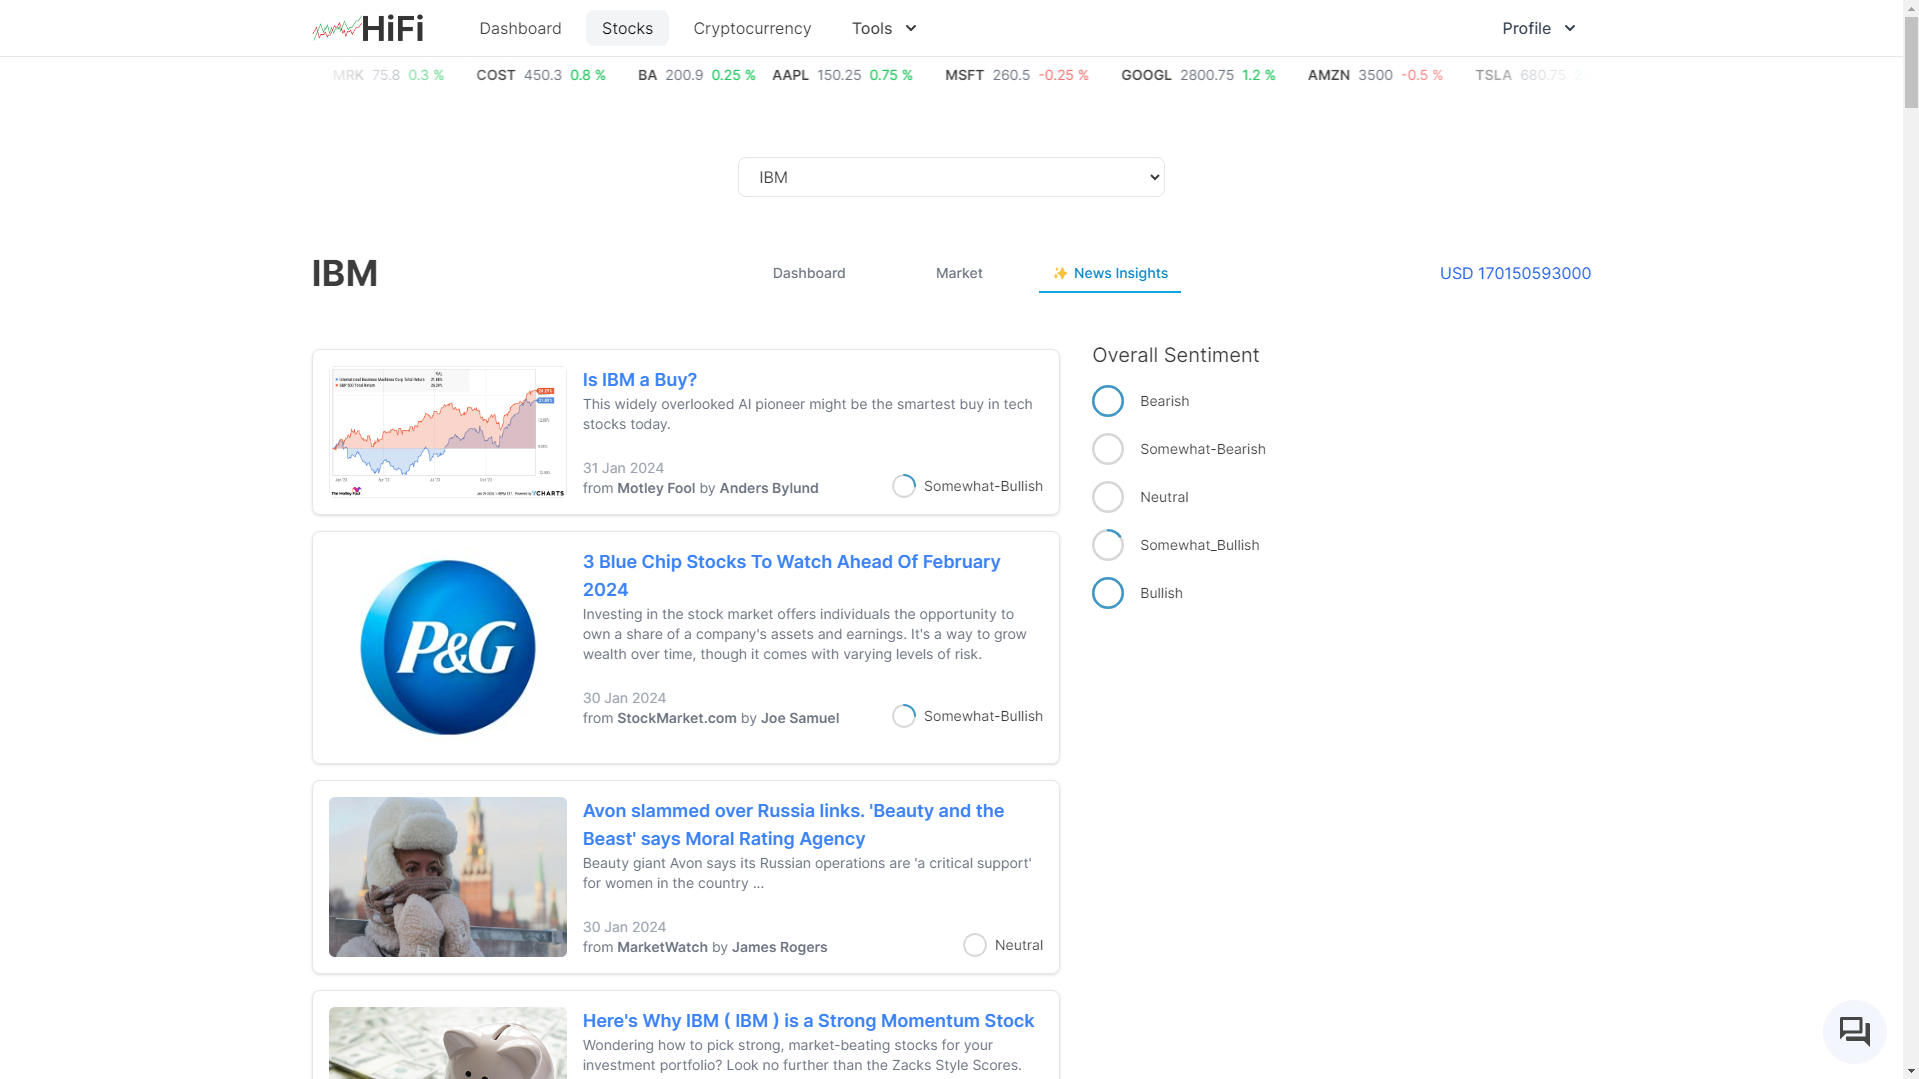 HiFi
Dashboard
Stocks
Cryptocurrency
Tools
Profile
MRK 75.8 0.3 %
COST 450.3 0.8 %
BA 200.9 0.25 %
AAPL 150.25 0.75 %
MSFT 260.5 -0.25 %
GOOGL 2800.75 1.2 %
AMZN 3500 -0.5 %
TSLA 680.75
IBM
IBM
Dashboard
Market
✨ News Insights
USD 170150593000
Is IBM a Buy?
This widely overlooked AI pioneer might be the smartest buy in tech
stocks today.
31 Jan 2024
from Motley Fool by Anders Bylund
Somewhat-Bullish
The Motley Fool
YCHARTS
3 Blue Chip Stocks To Watch Ahead Of February
2024
Investing in the stock market offers individuals the opportunity to
own a share of a company's assets and earnings. It's a way to grow
wealth over time, though it comes with varying levels of risk.
30 Jan 2024
from StockMarket.com by Joe Samuel
Somewhat-Bullish
P&G
Avon slammed over Russia links. 'Beauty and the
Beast' says Moral Rating Agency
Beauty giant Avon says its Russian operations are 'a critical support'
for women in the country ...
30 Jan 2024
from MarketWatch by James Rogers
Neutral
Here's Why IBM ( IBM ) is a Strong Momentum Stock
Wondering how to pick strong, market-beating stocks for your
investment portfolio? Look no further than the Zacks Style Scores.
Overall Sentiment
Bearish
Somewhat-Bearish
Neutral
Somewhat_Bullish
Bullish